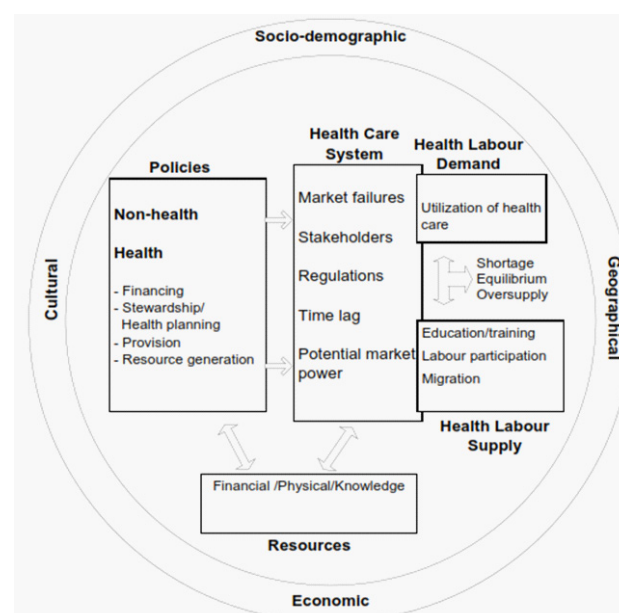 Socio-demographic
Cultural
Geographical
Economic
Policies
Non-health
Health
- Financing
- Stewardship/
Health planning
- Provision
- Resource generation
Health Care
System
Market failures
Stakeholders
Regulations
Time lag
Potential market
power
Health Labour
Demand
Utilization of health
care
Shortage
Equilibrium
Oversupply
Education/training
Labour participation
Migration
Health Labour
Supply
Financial /Physical/Knowledge
Resources